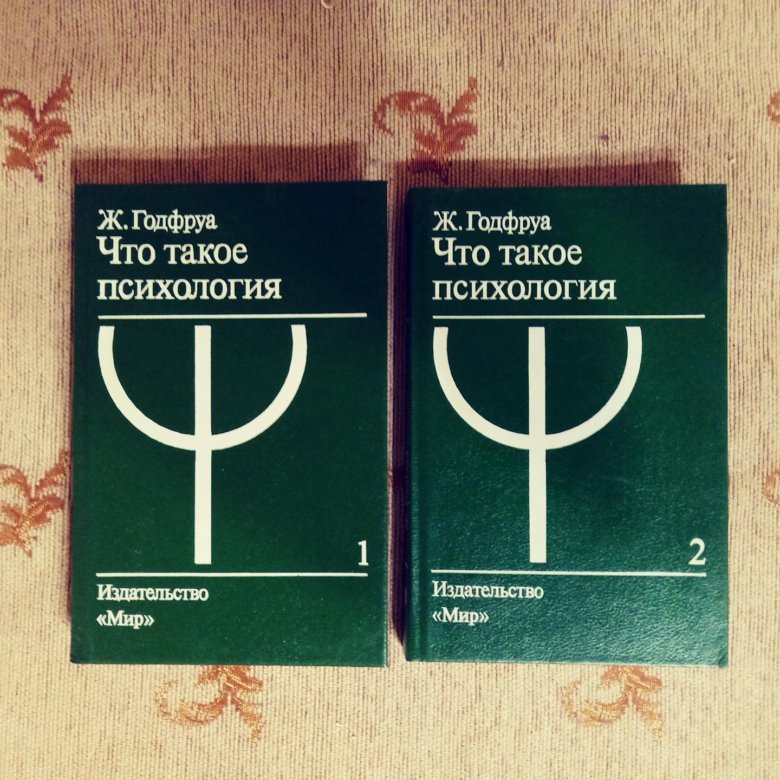 Ж. Годфруа
Что такое
психология
1
Издательство
«Мир»
Ж. Годфруа
Что такое
психология
2
Издательство
«Мир»